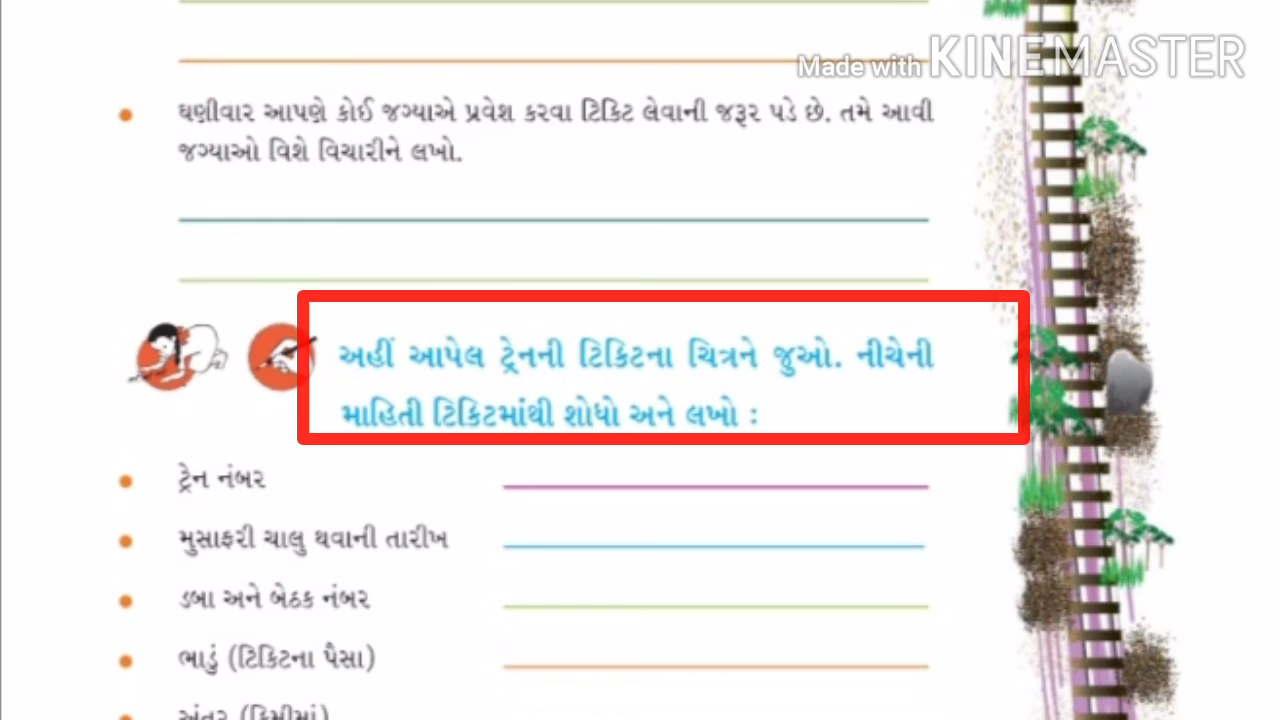 Made with KINEMASTER
ઘણીવાર આપણે કોઈ જગ્યાએ પ્રવેશ કરવા ટિકિટ લેવાની જરૂર પડે છે. તમે આવી
જગ્યાઓ વિશે વિચારીને લખો.
અહીં આપેલ ટ્રેનની ટિકિટના ચિત્રને જુઓ. નીચેની
માહિતી ટિકિટમાંથી શોધો અને લખો :
ટ્રેન નંબર
મુસાફરી ચાલુ થવાની તારીખ
ડબા અને બેઠક નંબર
ભાડું (ટિકિટના પૈસા)
અંતર (કિમીમાં)